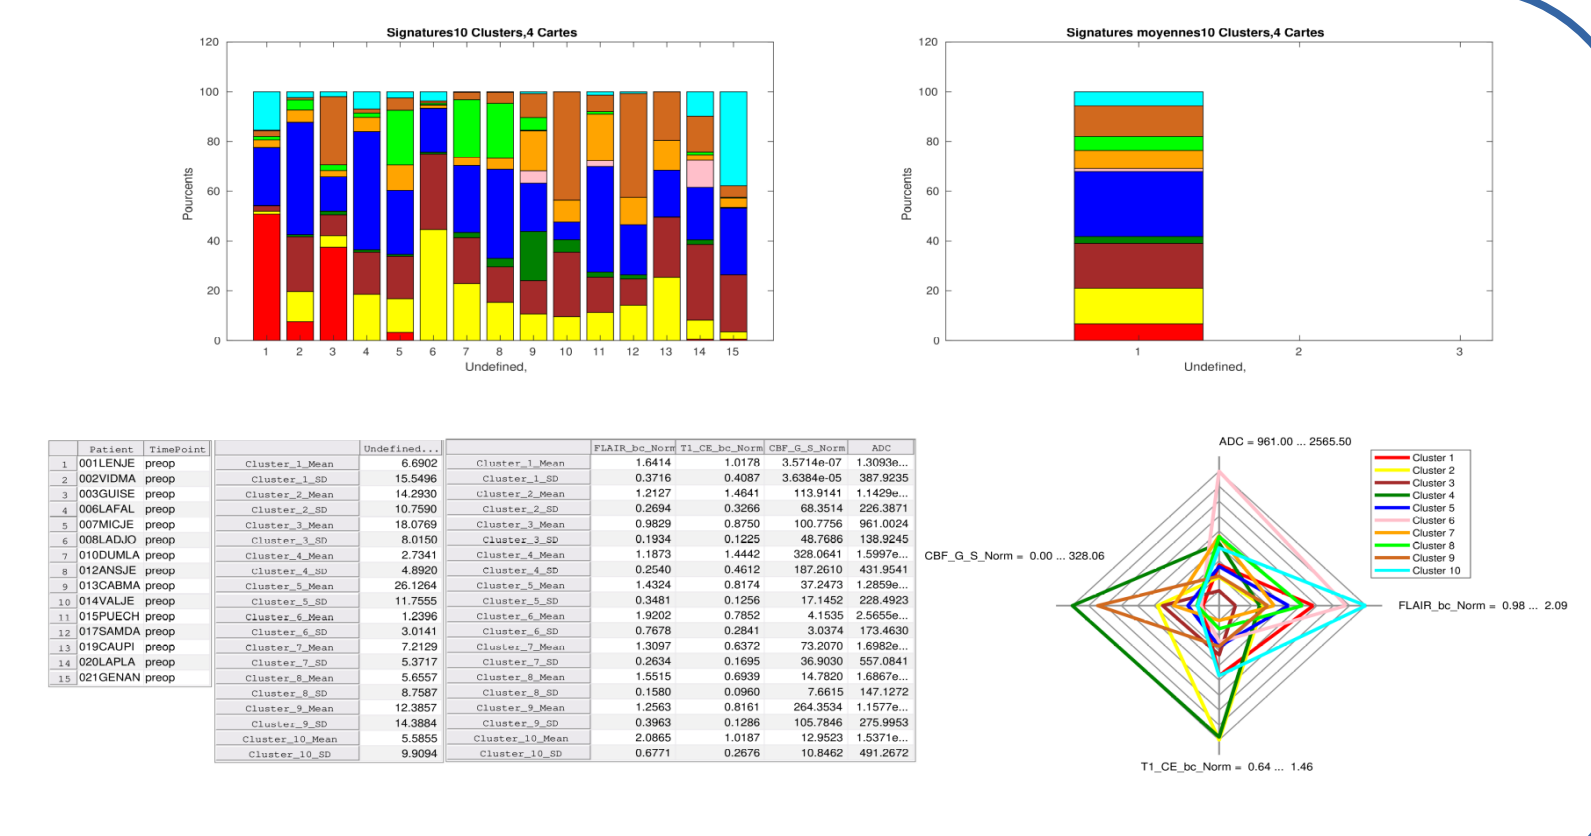 Signatures10 Clusters,4 Cartes
120
100
80
60
40
20
0
Pourcents
1 2 3 4 5 6 7 8 9 10 11 12 13 14 15
Undefined,
Signatures moyennes10 Clusters,4 Cartes
120
100
80
60
40
20
0
Pourcents
1 2 3
Undefined,
Patient TimePoint
1 001LENJE preop
2 002VIDMA preop
3 003GUISE preop
4 006LAFAL preop
5 007MICJE preop
6 008LADJO preop
7 010DUMLA preop
8 012ANSJE preop
9 013CABMA preop
10 014VALJE preop
11 015PUECH preop
12 017SAMDA preop
13 019CAUPI preop
14 020LAPLA preop
15 021GENAN preop
Undefined...
Cluster_1_Mean 6.6902
Cluster_1_SD 15.5496
Cluster_2_Mean 14.2930
Cluster_2_SD 10.7590
Cluster_3_Mean 18.0769
Cluster_3_SD 8.0150
Cluster_4_Mean 2.7341
Cluster_4_SD 4.8920
Cluster_5_Mean 26.1264
Cluster_5_SD 11.7555
Cluster_6_Mean 1.2396
Cluster_6_SD 3.0141
Cluster_7_Mean 7.2129
Cluster_7_SD 5.3717
Cluster_8_Mean 5.6557
Cluster_8_SD 8.7587
Cluster_9_Mean 12.3857
Cluster_9_SD 14.3884
Cluster_10_Mean 5.5855
Cluster_10_SD 9.9094
FLAIR_bc_Norm T1_CE_bc_Norm CBF_G_S_Norm ADC
Cluster_1_Mean 1.6414 1.0178 3.5714e-07 1.3093e...
Cluster_1_SD 0.3716 0.4087 3.6384e-05 387.9235
Cluster_2_Mean 1.2127 1.4641 113.9141 1.1429e...
Cluster_2_SD 0.2694 0.3266 68.3514 226.3871
Cluster_3_Mean 0.9829 0.8750 100.7756 961.0024
Cluster_3_SD 0.1934 0.1225 48.7686 138.9245
Cluster_4_Mean 1.1873 1.4442 328.0641 1.5997e...
Cluster_4_SD 0.2540 0.4612 187.2610 431.9541
Cluster_5_Mean 1.4324 0.8174 37.2473 1.2859e...
Cluster_5_SD 0.3481 0.1256 17.1452 228.4923
Cluster_6_Mean 1.9202 0.7852 4.1535 2.5655e...
Cluster_6_SD 0.7678 0.2841 3.0374 173.4630
Cluster_7_Mean 1.3097 0.6372 73.2070 1.6982e...
Cluster_7_SD 0.2634 0.1695 36.9030 557.0841
Cluster_8_Mean 1.5515 0.6939 14.7820 1.6867e...
Cluster_8_SD 0.1580 0.0960 7.6615 147.1272
Cluster_9_Mean 1.2563 0.8161 264.3534 1.1577e...
Cluster_9_SD 0.3963 0.1286 105.7846 275.9953
Cluster_10_Mean 2.0865 1.0187 12.9523 1.5371e...
Cluster_10_SD 0.6771 0.2676 10.8462 491.2672
ADC = 961.00 ... 2565.50
Cluster 1
Cluster 2
Cluster 3
Cluster 4
Cluster 5
Cluster 6
Cluster 7
Cluster 8
Cluster 9
Cluster 10
CBF_G_S_Norm = 0.00 ... 328.06
FLAIR_bc_Norm = 0.98 ... 2.09
T1_CE_bc_Norm = 0.64 ... 1.46